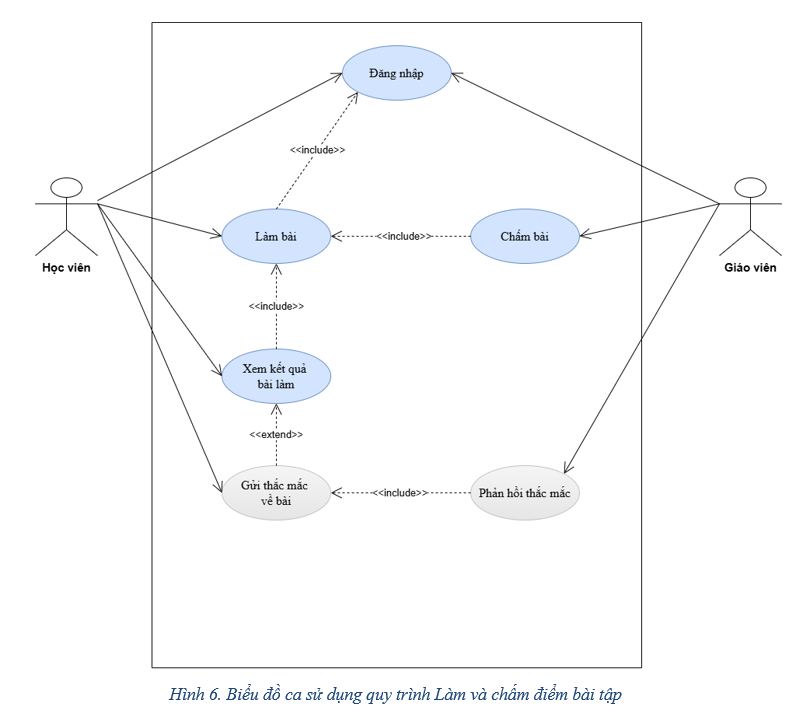 Đăng nhập
<<include>>
Làm bài
<<include>>
Chấm bài
Học viên
Giáo viên
<<include>>
Xem kết quả
bài làm
<<extend>>
Gửi thắc mắc
về bài
<<include>>
Phản hồi thắc mắc
Hình 6. Biểu đồ ca sử dụng quy trình Làm và chấm điểm bài tập